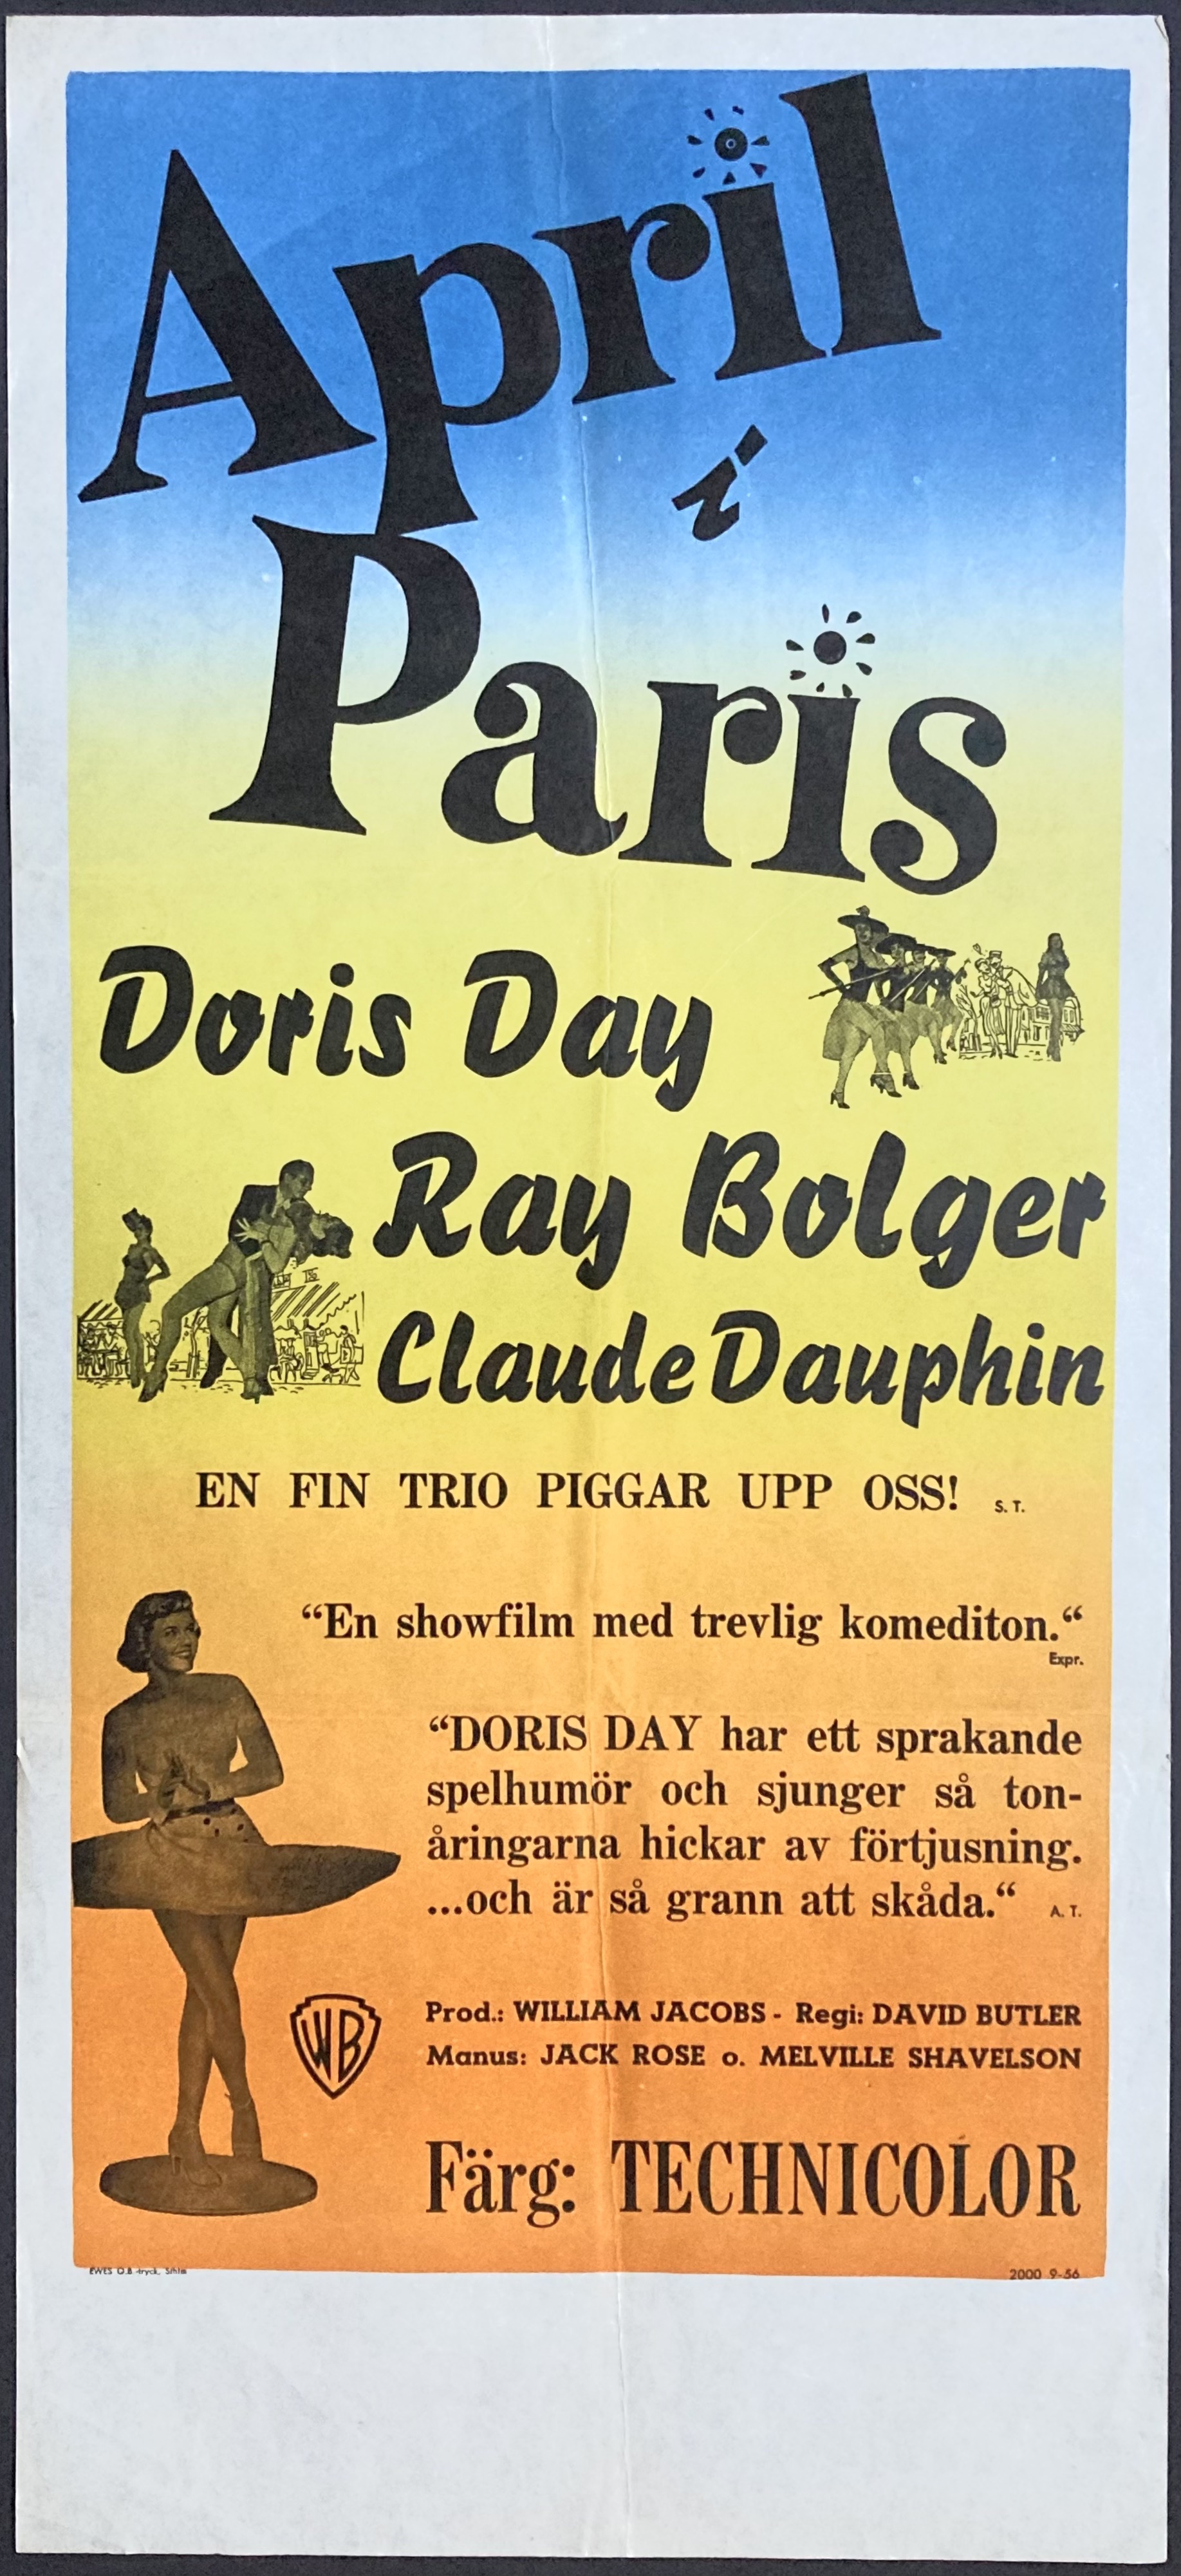 April
i
Paris
Doris Day
Ray Bolger
Claude Dauphin
EN FIN TRIO PIGGAR UPP OSS! S. T.
“En showfilm med trevlig komediton.“
Expr.
“DORIS DAY har ett sprakande
spelhumör och sjunger så ton-
åringarna hickar av förtjusning.
...och är så grann att skåda.“ A. T.
WB
Prod.: WILLIAM JACOBS - Regi: DAVID BUTLER
Manus: JACK ROSE o. MELVILLE SHAVELSON
Färg: TECHNICOLOR
EWES O.B.-tryck, Sthlm
2000 9-56